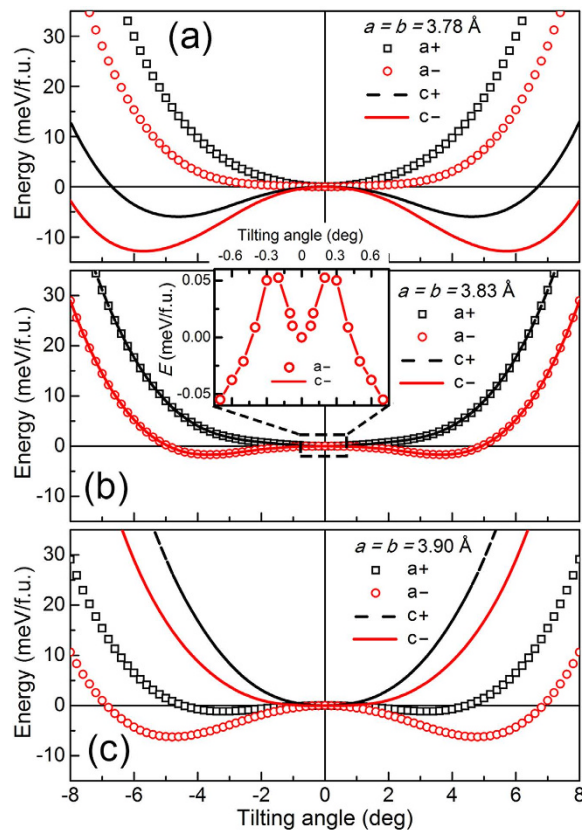 (a)
a = b = 3.78 Å
a+
a−
c+
c−
Energy (meV/f.u.)
30
20
10
0
-10
Tilting angle (deg)
-0.6 -0.3 0 0.3 0.6
0.05
0.00
-0.05
E (meV/f.u.)
a−
c−
(b)
a = b = 3.83 Å
a+
a−
c+
c−
Energy (meV/f.u.)
30
20
10
0
-10
(c)
a = b = 3.90 Å
a+
a−
c+
c−
Energy (meV/f.u.)
30
20
10
0
-10
-8 -6 -4 -2 0 2 4 6 8
Tilting angle (deg)